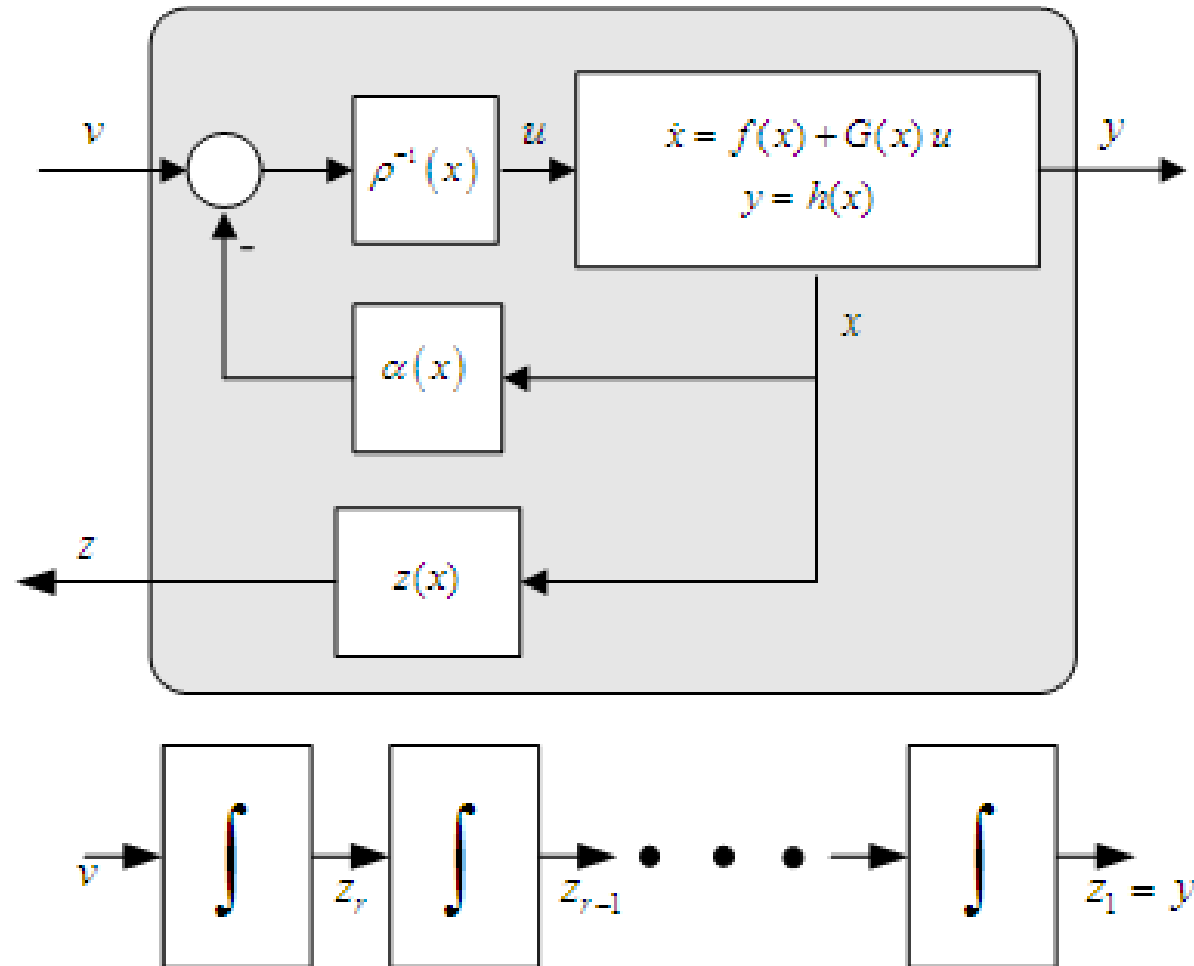 v
ρ⁻¹(x)
u
ẋ = f(x) + G(x) u
y = h(x)
y
-
x
α(x)
z
z(x)
v
∫
z_r
∫
z_{r-1}
∫
z_1 = y